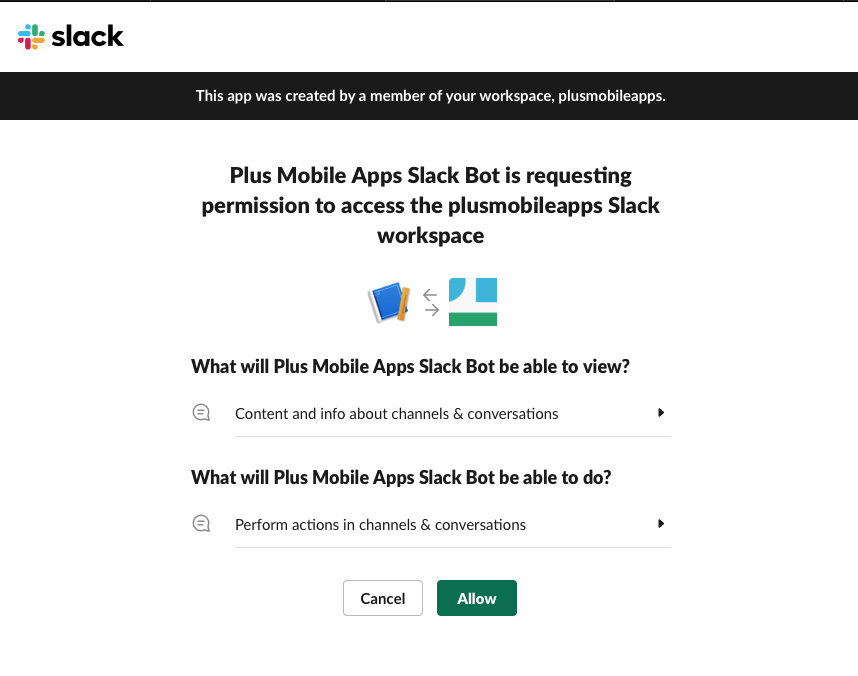 slack
This app was created by a member of your workspace, plusmobileapps.
Plus Mobile Apps Slack Bot is requesting
permission to access the plusmobileapps Slack
workspace
What will Plus Mobile Apps Slack Bot be able to view?
Content and info about channels & conversations
What will Plus Mobile Apps Slack Bot be able to do?
Perform actions in channels & conversations
Cancel Allow